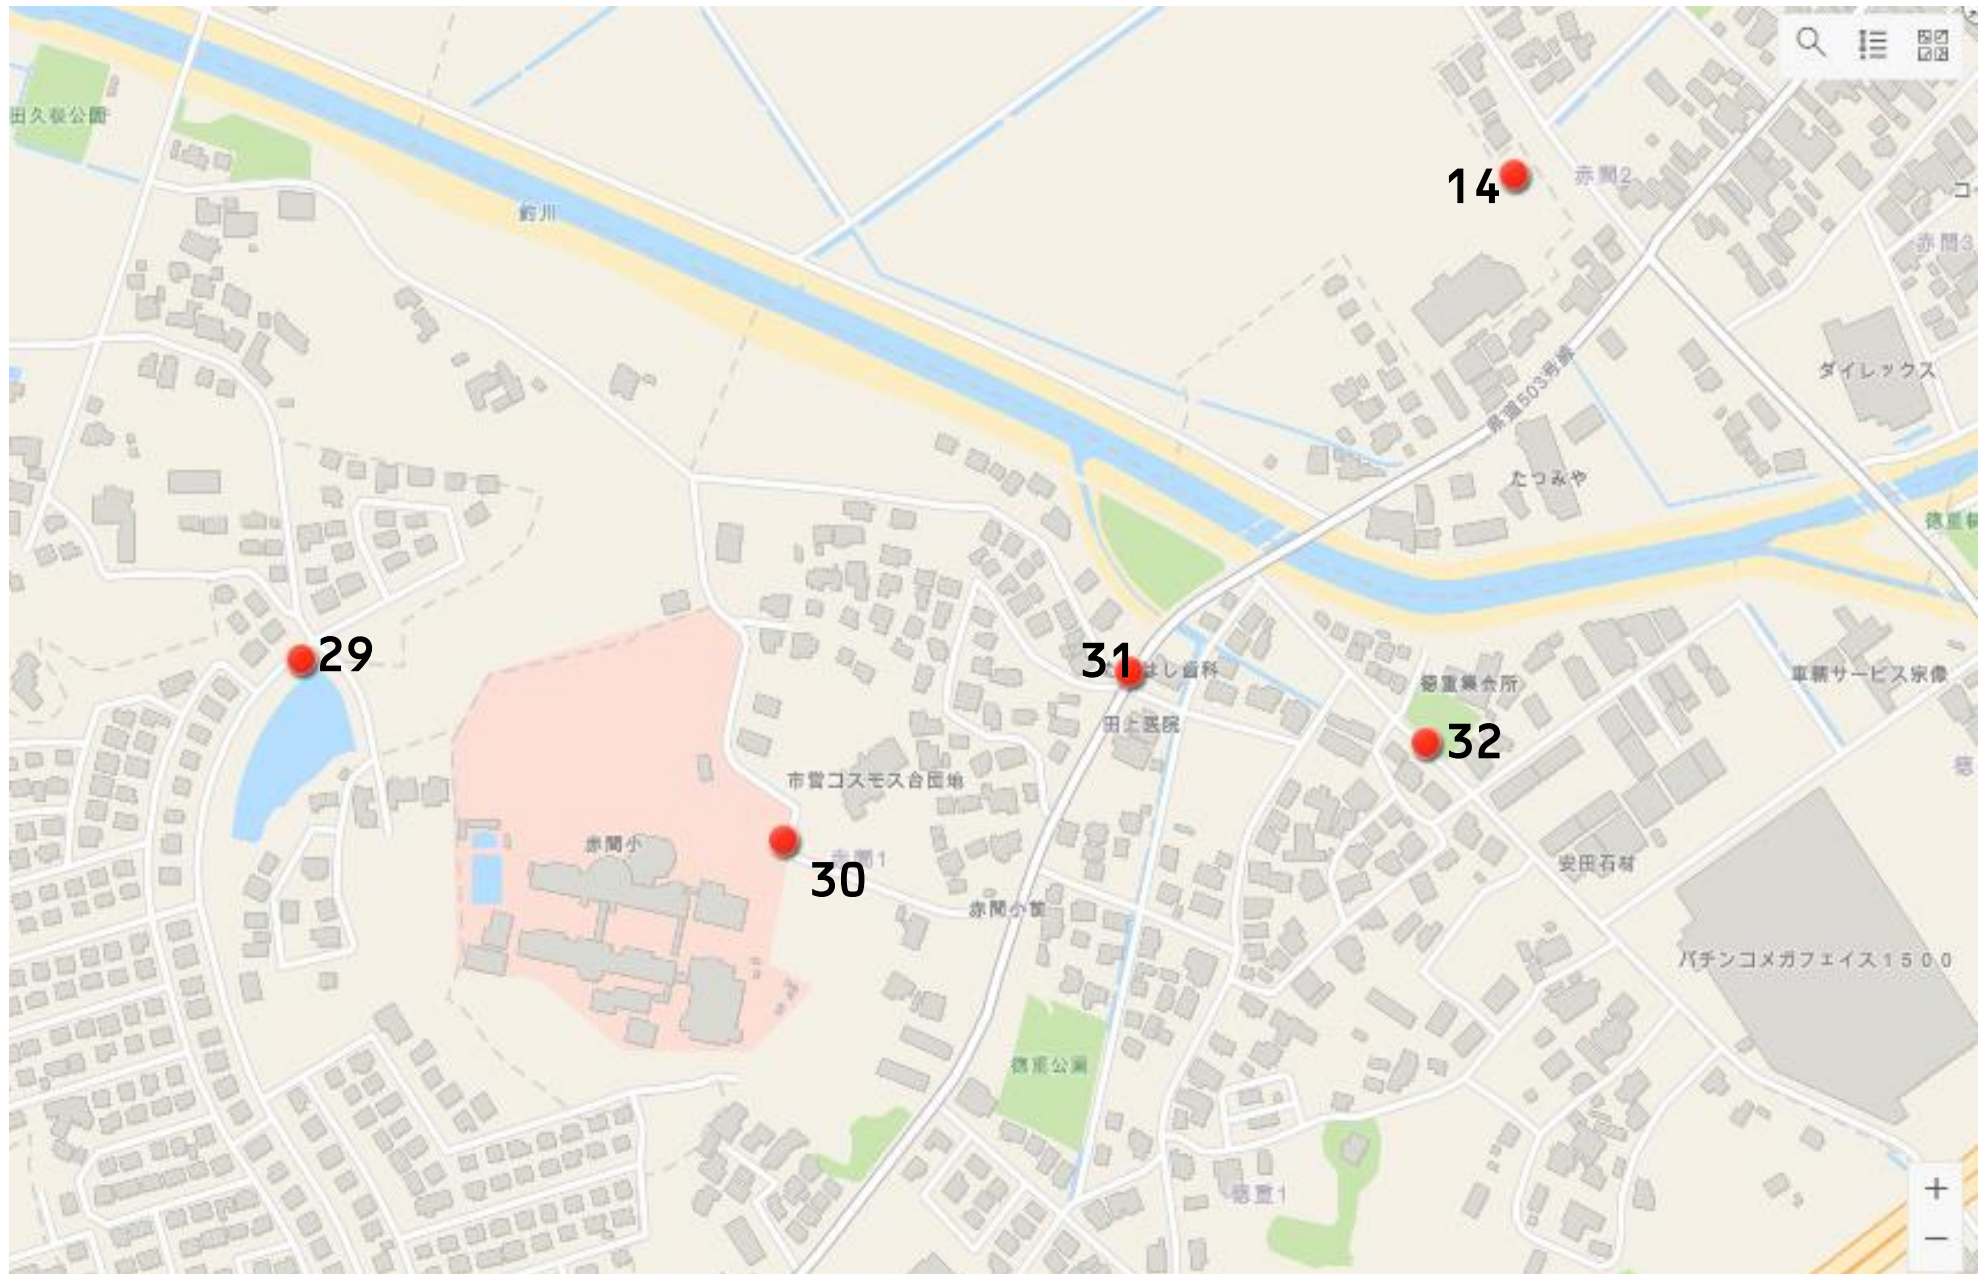 田久松公園
釣川
14
赤間2
赤間3
ダイレックス
県道503号線
たつみや
29
31
はし歯科
徳重集会所
車輌サービス宗像
田上医院
32
市営コスモス台団地
赤間小
赤間1
30
安田石材
赤間小前
パチンコメガフェイス1500
徳重公園
徳重1